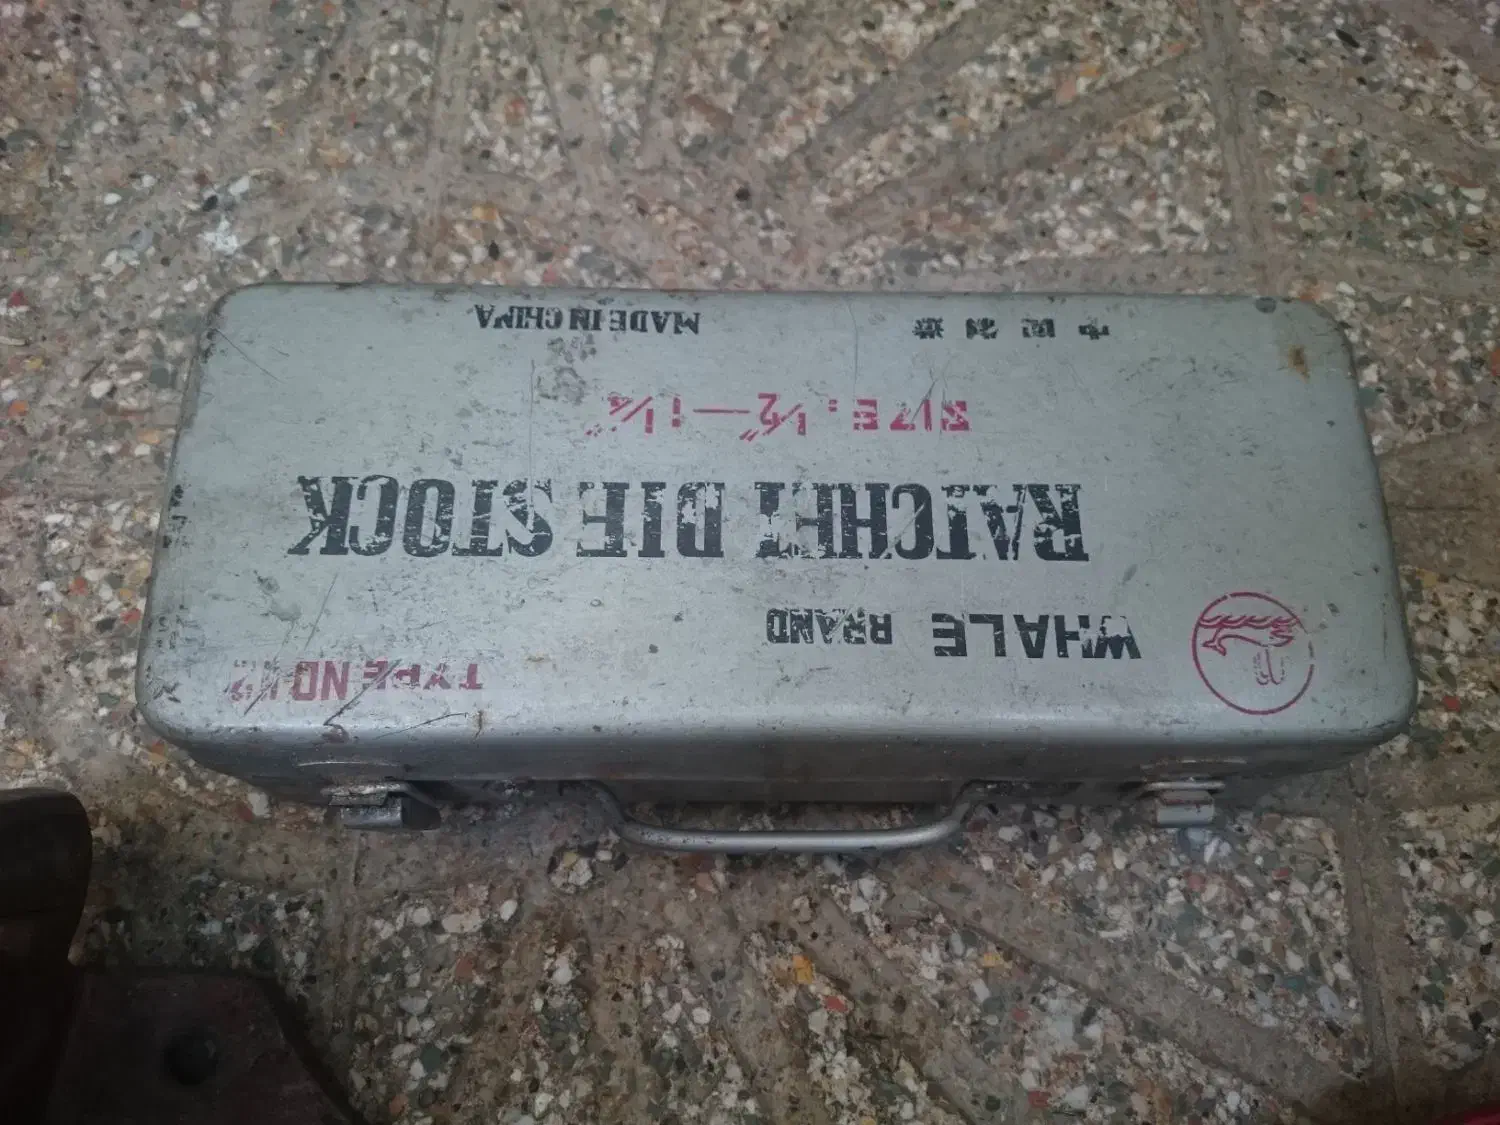 TYPE NO
WHALE BRAND
RATCHET DIE STOCK
SIZE: 1/2"—1 1/4"
中国制造 MADE IN CHINA